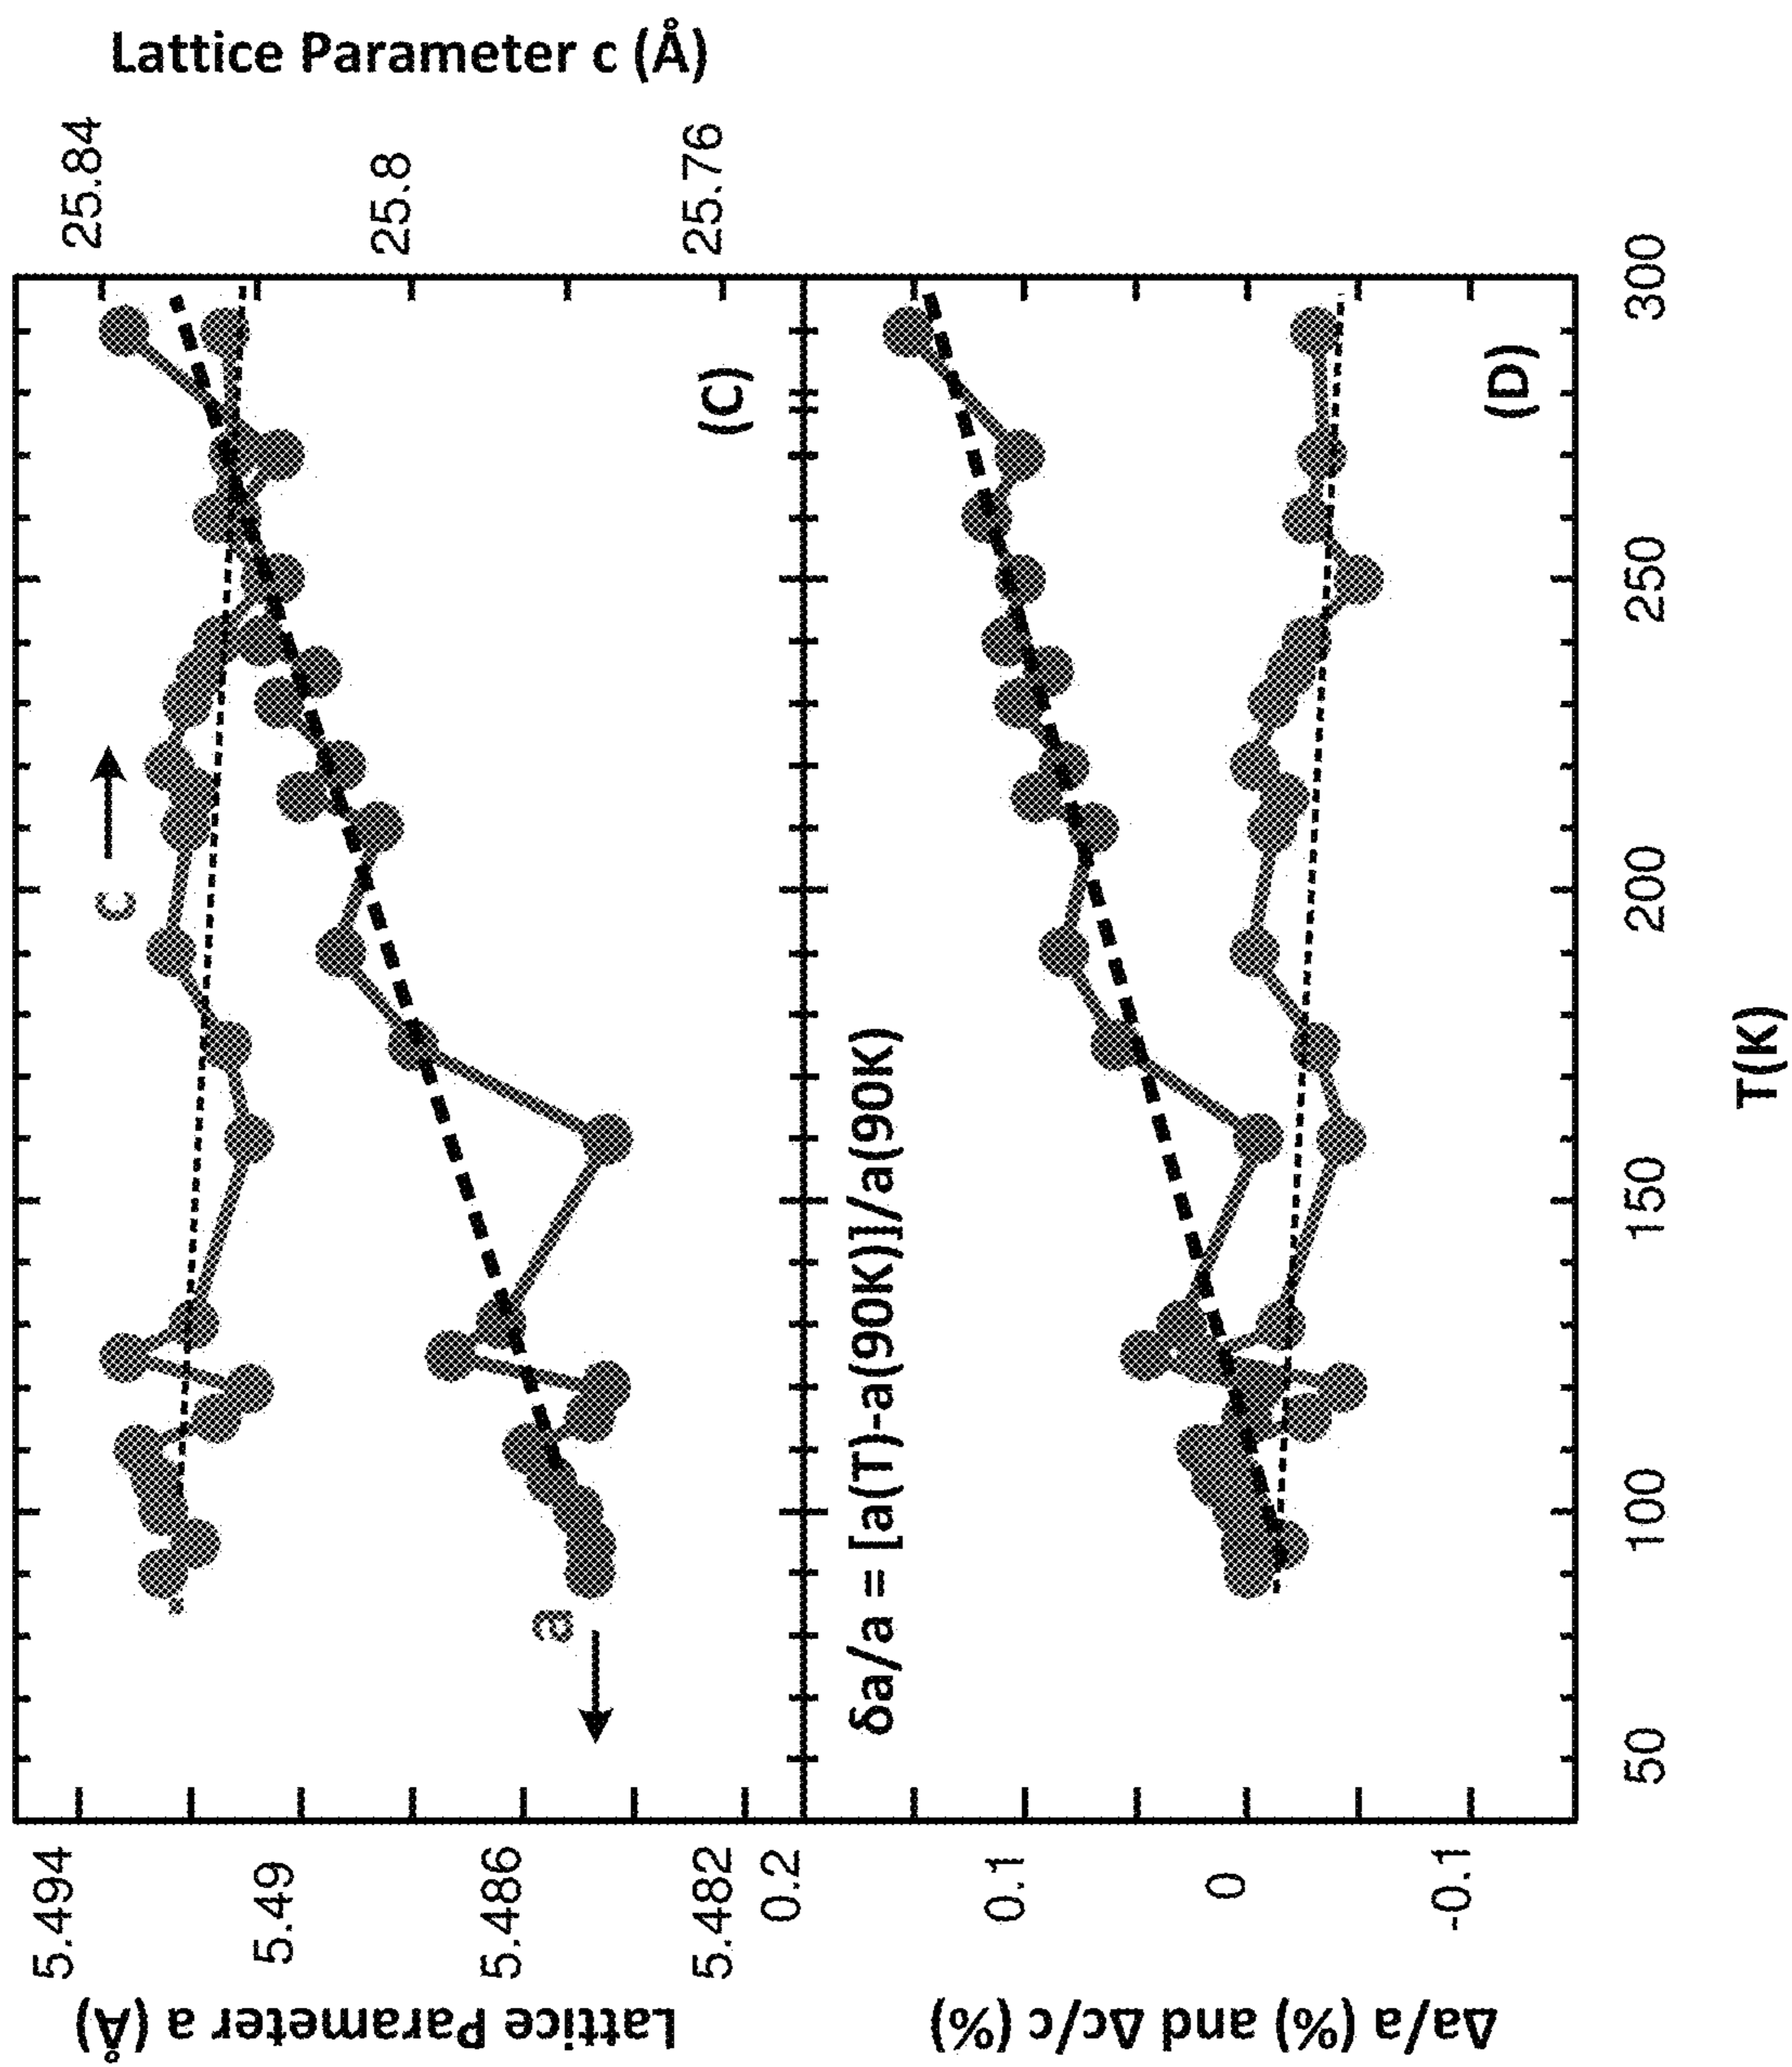 Lattice Parameter c (Å)
25.84
25.8
25.76
5.494
5.49
5.486
5.482
Lattice Parameter a (Å)
c
a
(C)
δa/a = [a(T)-a(90K)]/a(90K)
(D)
0.2
0.1
0
-0.1
Δa/a (%) and Δc/c (%)
50
100
150
200
250
300
T(K)